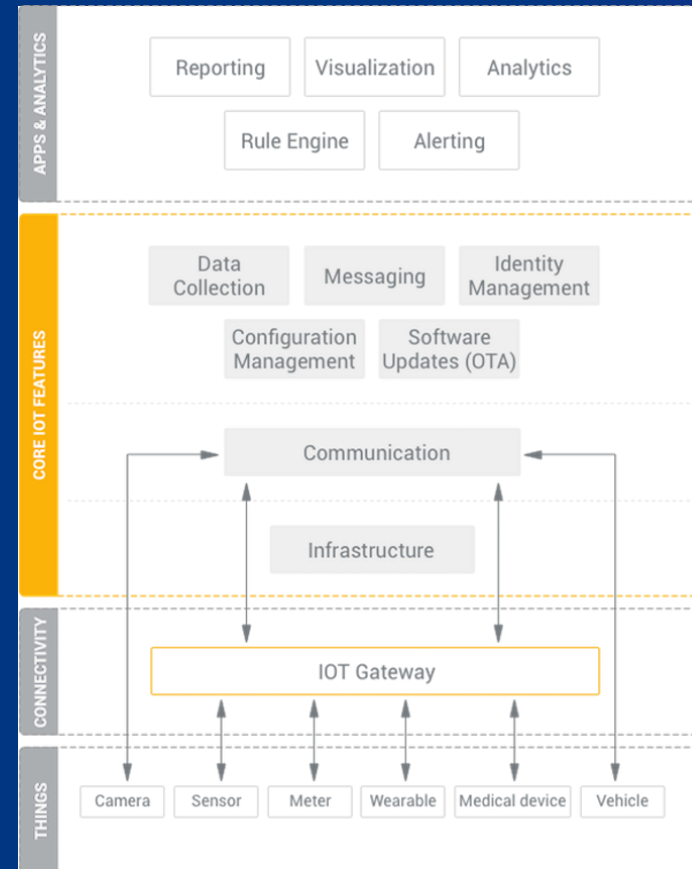 APPS & ANALYTICS
Reporting
Visualization
Analytics
Rule Engine
Alerting
CORE IOT FEATURES
Data
Collection
Messaging
Identity
Management
Configuration
Management
Software
Updates (OTA)
Communication
Infrastructure
CONNECTIVITY
IOT Gateway
THINGS
Camera
Sensor
Meter
Wearable
Medical device
Vehicle